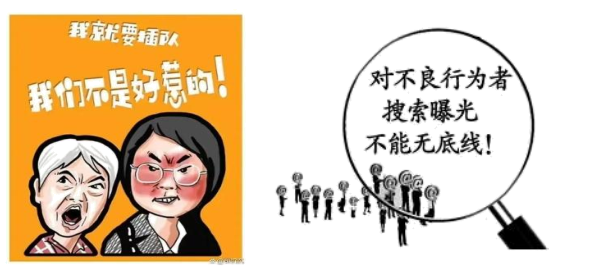 我就要插队
我们不是好惹的!
对不良行为者
搜索曝光
不能无底线!
@ @ @ @ @ @ @ @ @ @ @